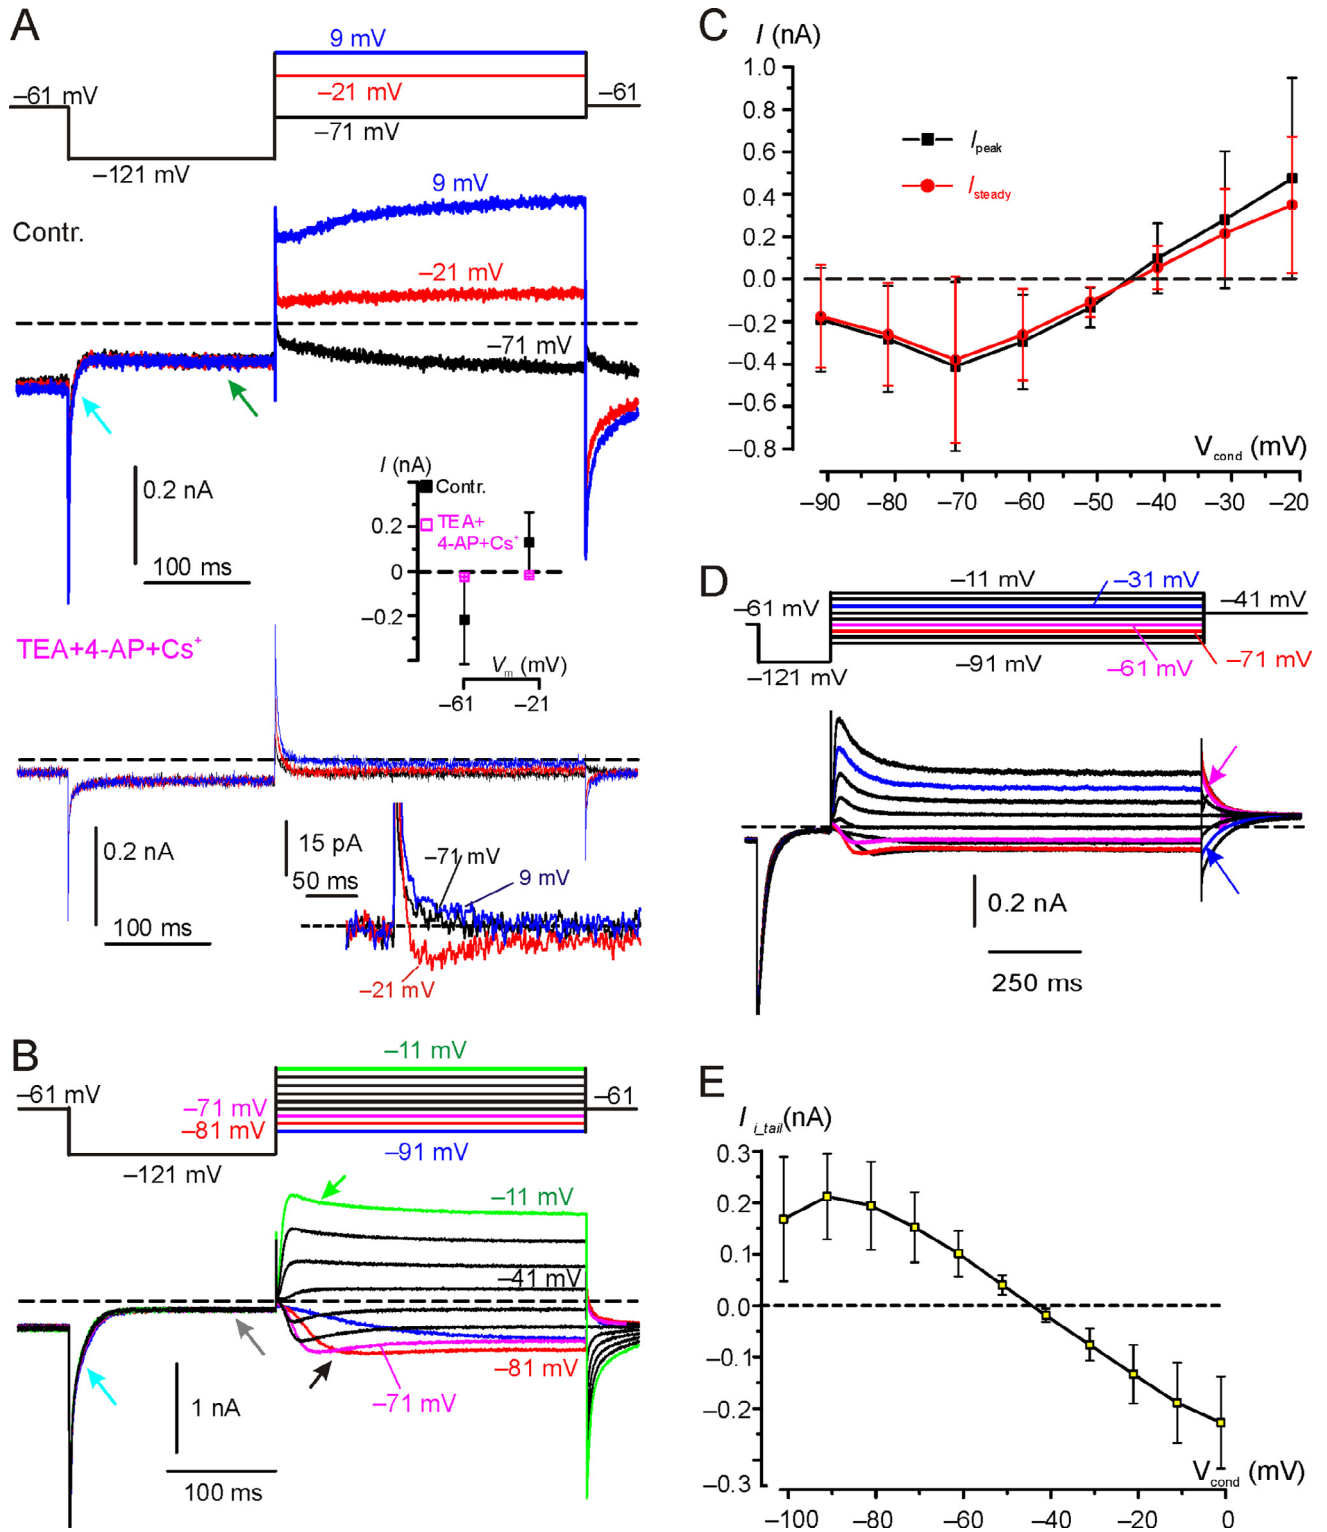 A
9 mV
–61 mV
–21 mV
–61
–71 mV
–121 mV
9 mV
Contr.
–21 mV
–71 mV
0.2 nA
100 ms
I (nA)
Contr.
0.2
TEA+
4-AP+Cs+
0
–0.2
Vm (mV)
–61
–21
TEA+4-AP+Cs+
0.2 nA
100 ms
15 pA
50 ms
–71 mV
9 mV
–21 mV
B
–11 mV
–61 mV
–61
–71 mV
–81 mV
–91 mV
–121 mV
–11 mV
–41 mV
–81 mV
–71 mV
1 nA
100 ms
C
I (nA)
1.0
0.8
0.6
0.4
0.2
0.0
–0.2
–0.4
–0.6
–0.8
Ipeak
Isteady
Vcond (mV)
–90 –80 –70 –60 –50 –40 –30 –20
D
–11 mV
–31 mV
–61 mV
–41 mV
–71 mV
–61 mV
–91 mV
–121 mV
0.2 nA
250 ms
E
I i_tail(nA)
0.3
0.2
0.1
0.0
–0.1
–0.2
–0.3
Vcond (mV)
–100 –80 –60 –40 –20 0